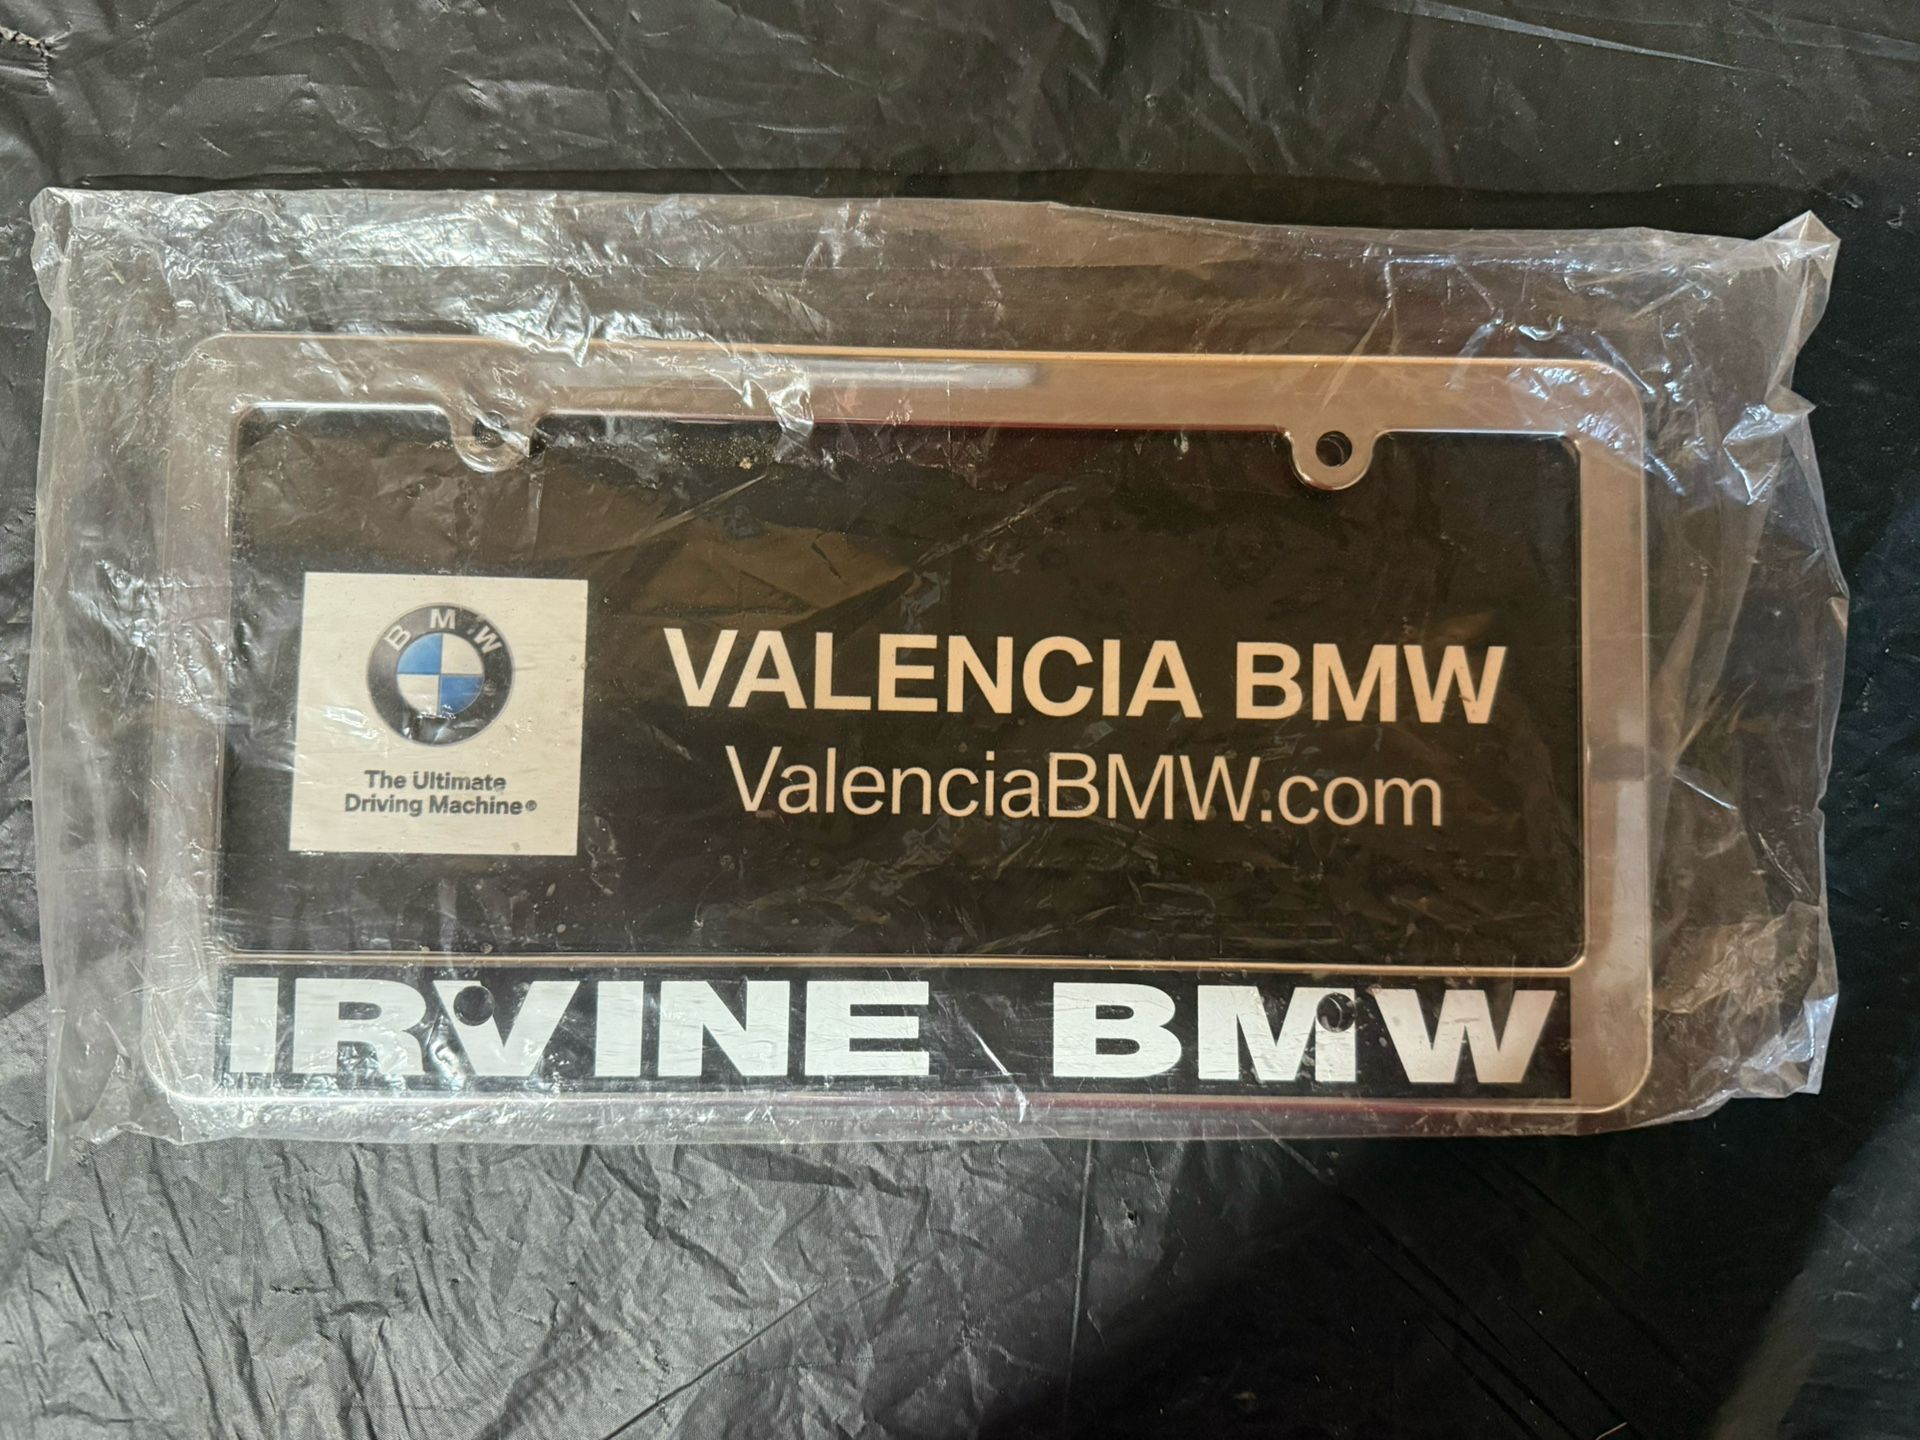 BMW
The Ultimate
Driving Machine®
VALENCIA BMW
ValenciaBMW.com
IRVINE BMW